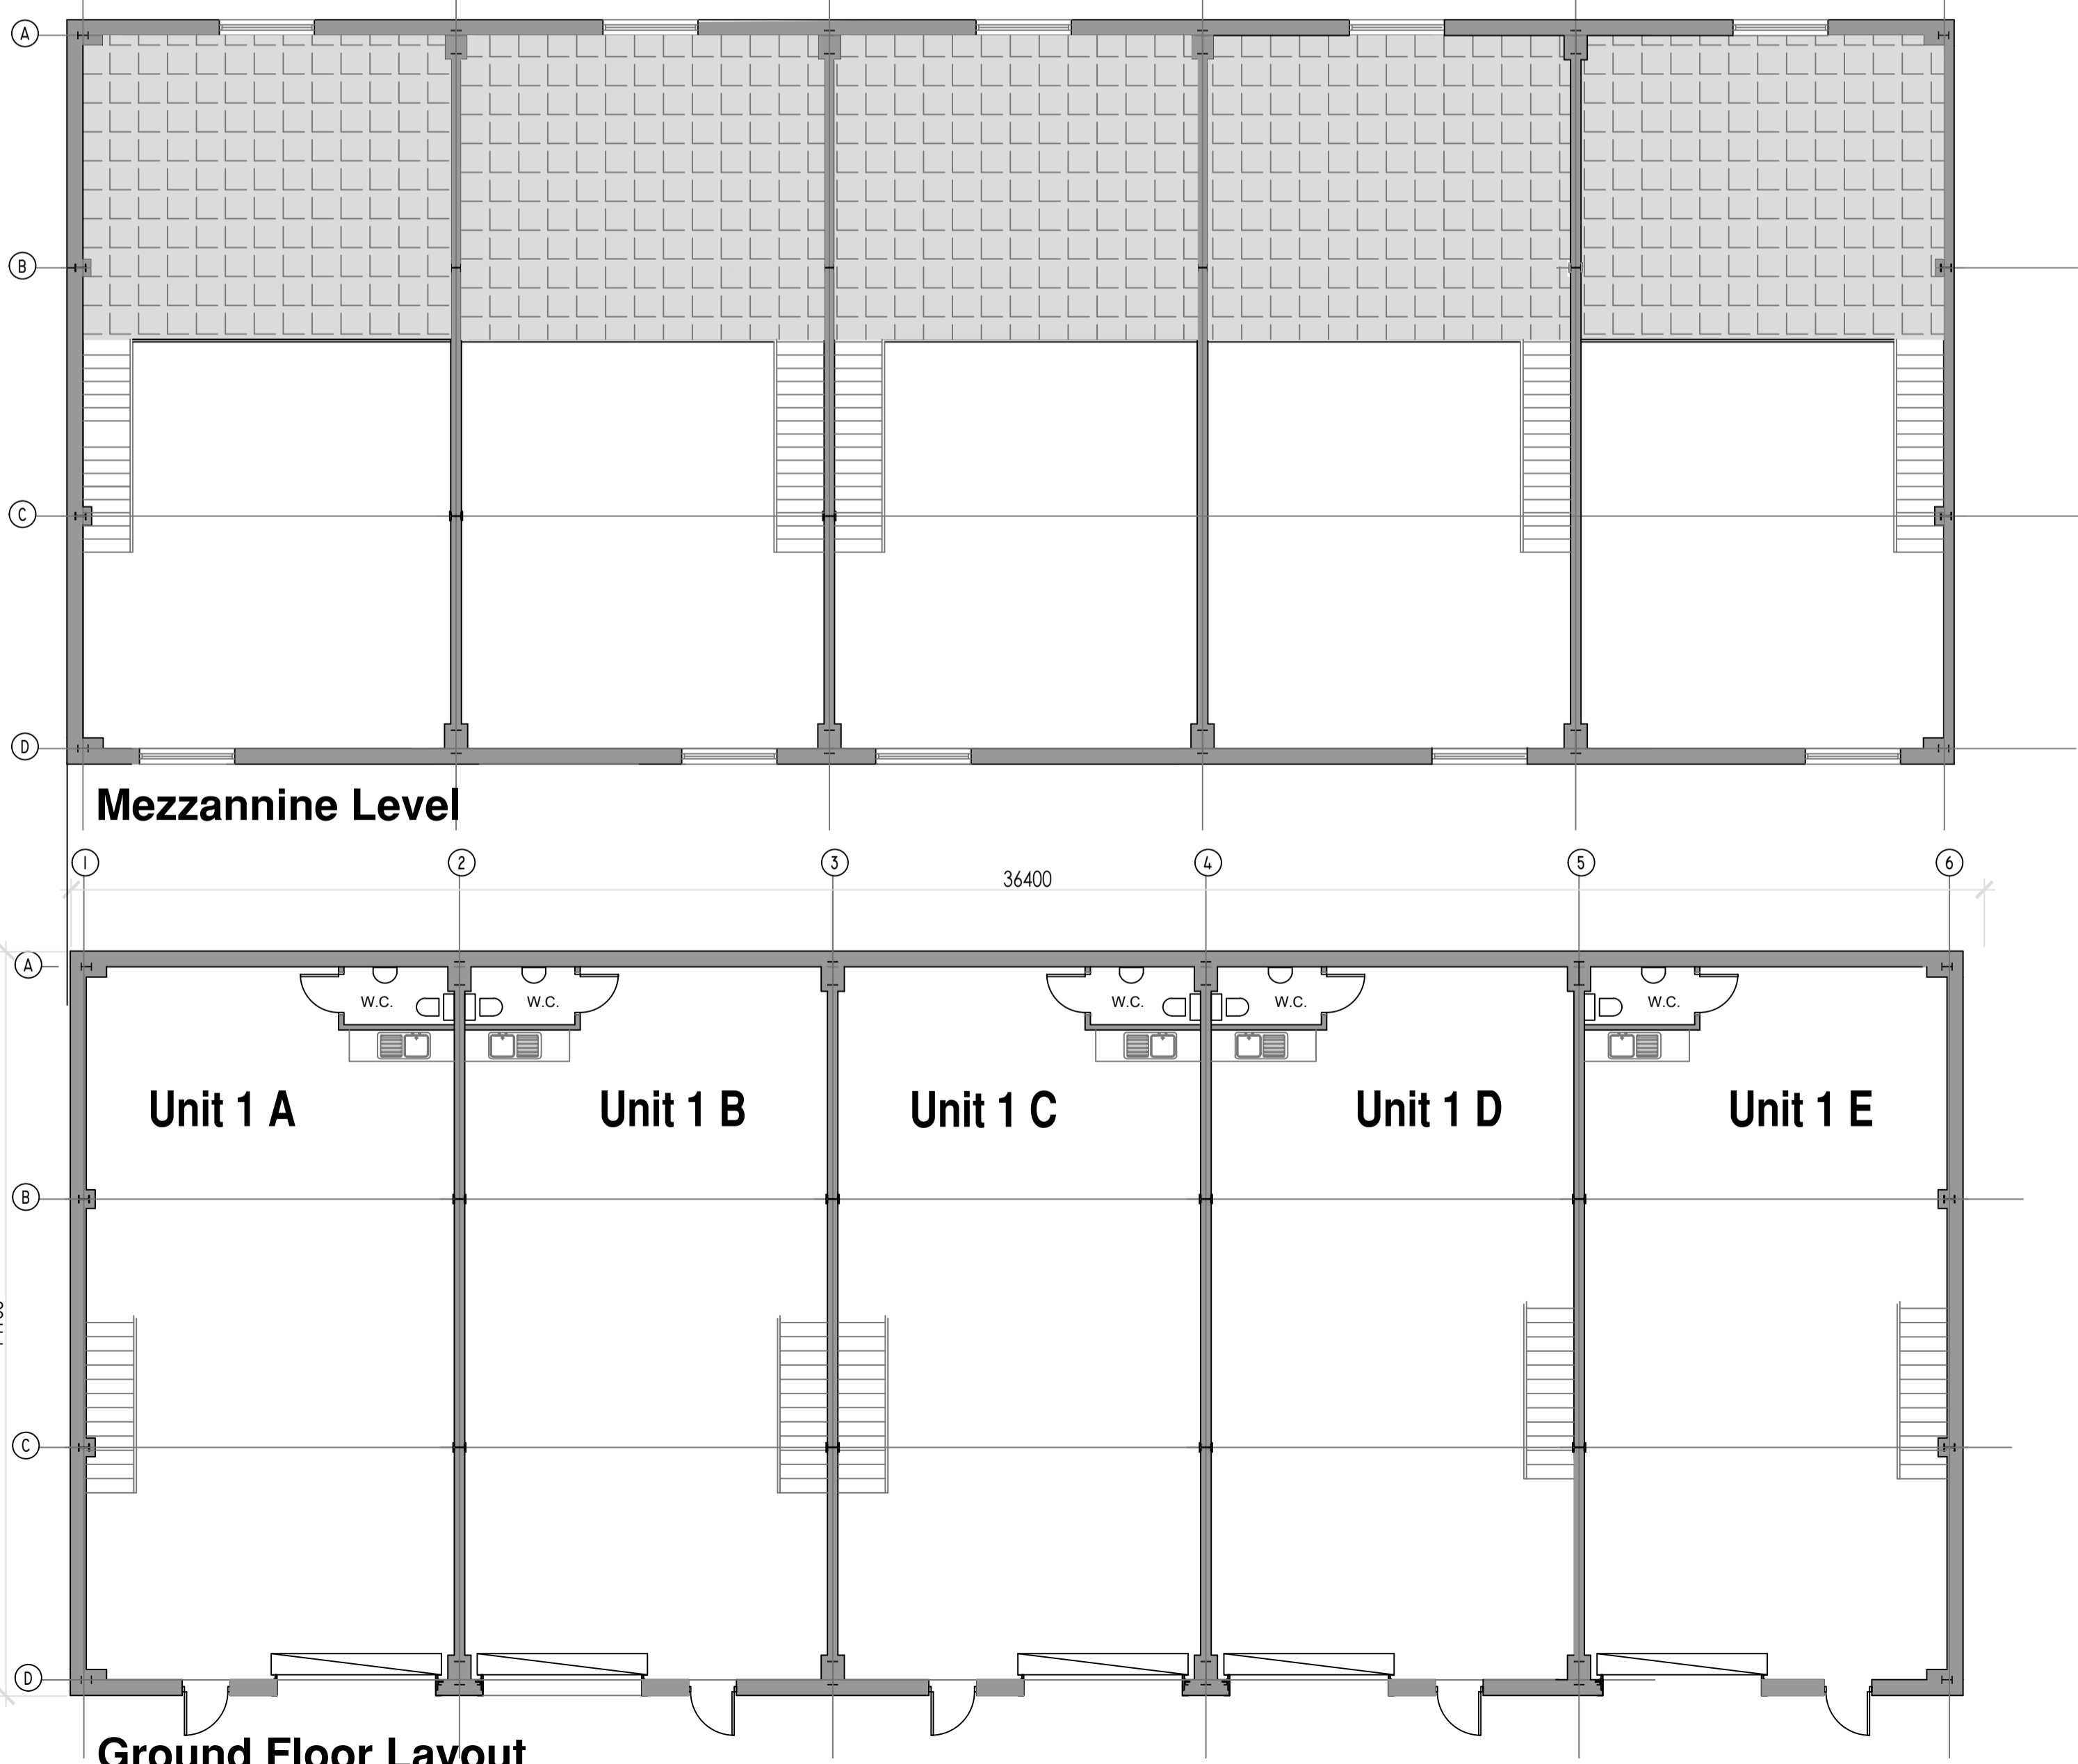 A
B
C
D
Mezzannine Level
1 2 3 4 5 6
36400
A
W.C. W.C. W.C. W.C. W.C.
Unit 1 A Unit 1 B Unit 1 C Unit 1 D Unit 1 E
B
C
D
Ground Floor Layout